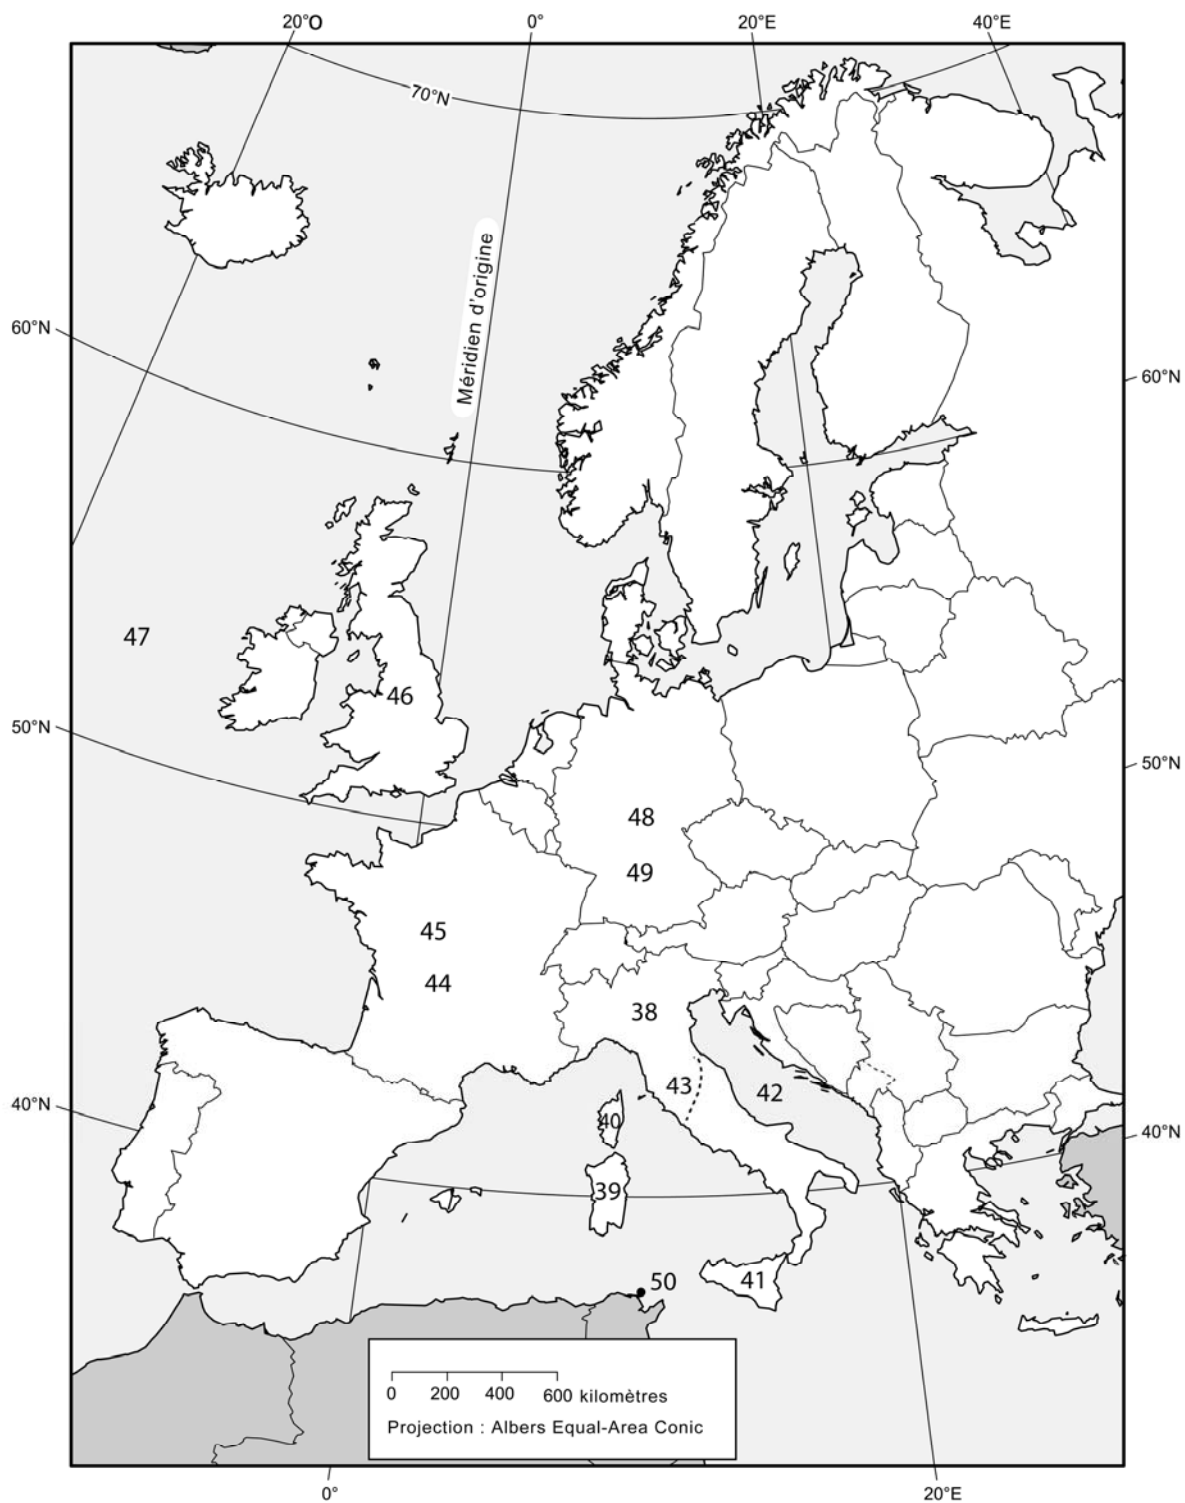 20°O 0° 20°E 40°E
70°N
Méridien d'origine
60°N
60°N
47
46
50°N
50°N
48
49
45
44
38
43
42
40°N
40
40°N
39
50
41
0 200 400 600 kilomètres
Projection : Albers Equal-Area Conic
0° 20°E